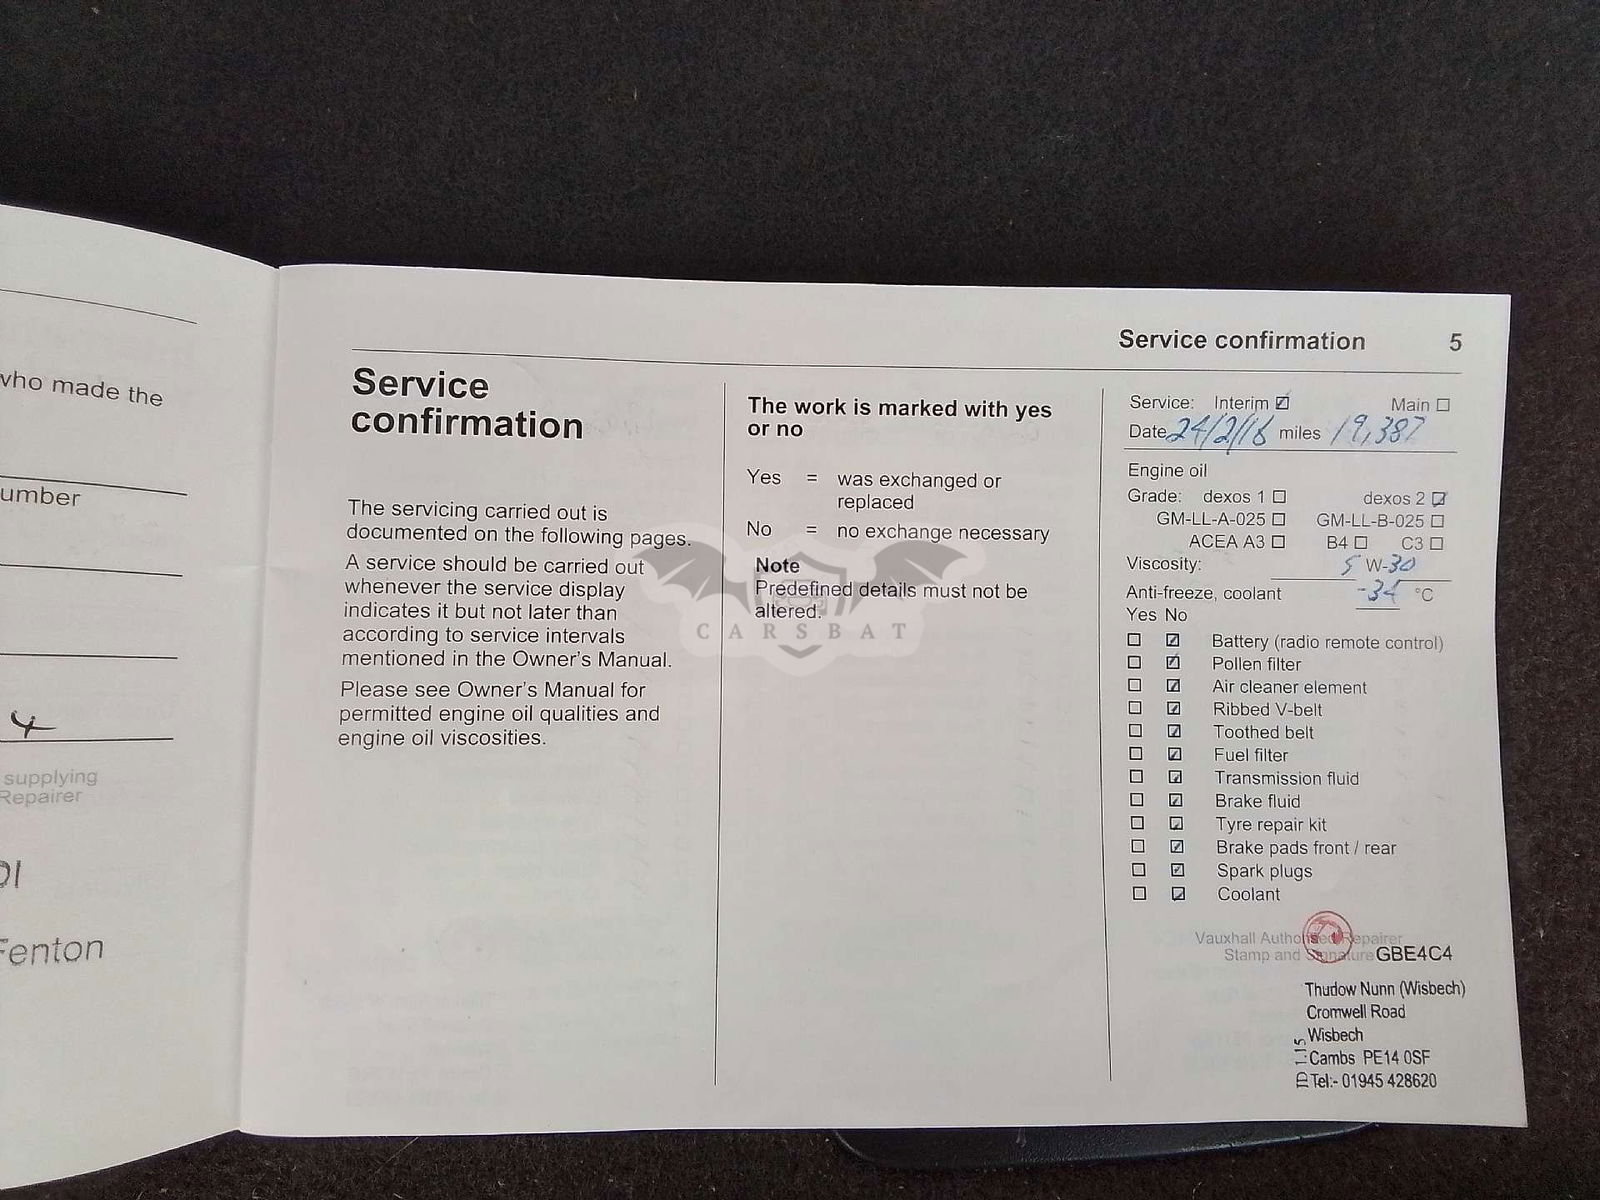 who made the
umber
4
supplying
Repairer
DI
Fenton
Service confirmation 5
Service
confirmation
The servicing carried out is
documented on the following pages.
A service should be carried out
whenever the service display
indicates it but not later than
according to service intervals
mentioned in the Owner's Manual.
Please see Owner's Manual for
permitted engine oil qualities and
engine oil viscosities.
The work is marked with yes
or no
Yes = was exchanged or
replaced
No = no exchange necessary
Note
Predefined details must not be
altered.
CARSBAT
Service: Interim Main
Date 24/2/16 miles 19,387
Engine oil
Grade: dexos 1 dexos 2
GM-LL-A-025 GM-LL-B-025
ACEA A3 B4 C3
Viscosity: 5 W-30
Anti-freeze, coolant -34 °C
Yes No
Battery (radio remote control)
Pollen filter
Air cleaner element
Ribbed V-belt
Toothed belt
Fuel filter
Transmission fluid
Brake fluid
Tyre repair kit
Brake pads front / rear
Spark plugs
Coolant
Vauxhall Authorised Repairer
Stamp and Signature GBE4C4
Thurlow Nunn (Wisbech)
Cromwell Road
Wisbech
Cambs PE14 0SF
Tel:- 01945 428620